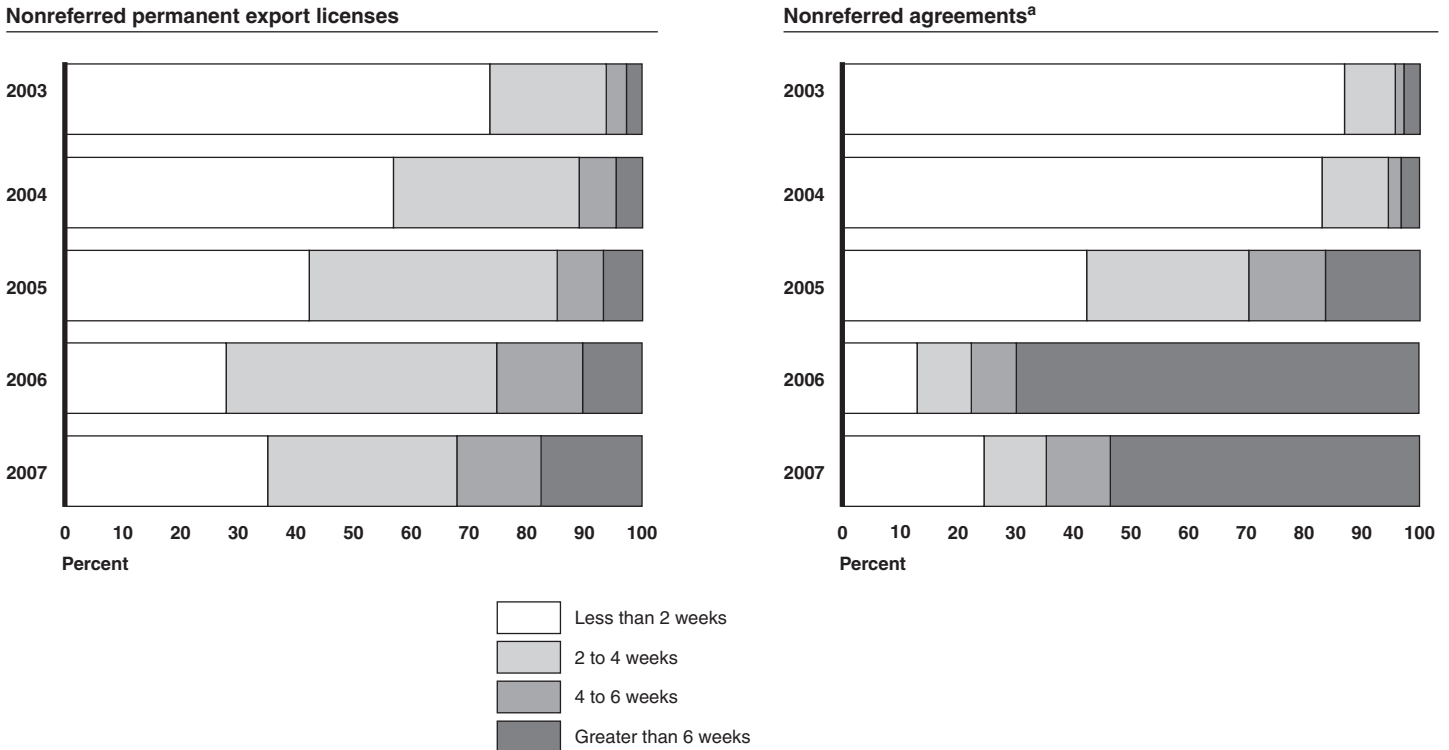 Nonreferred permanent export licenses
2003
2004
2005
2006
2007
0 10 20 30 40 50 60 70 80 90 100
Percent
Nonreferred agreementsª
2003
2004
2005
2006
2007
0 10 20 30 40 50 60 70 80 90 100
Percent
Less than 2 weeks
2 to 4 weeks
4 to 6 weeks
Greater than 6 weeks